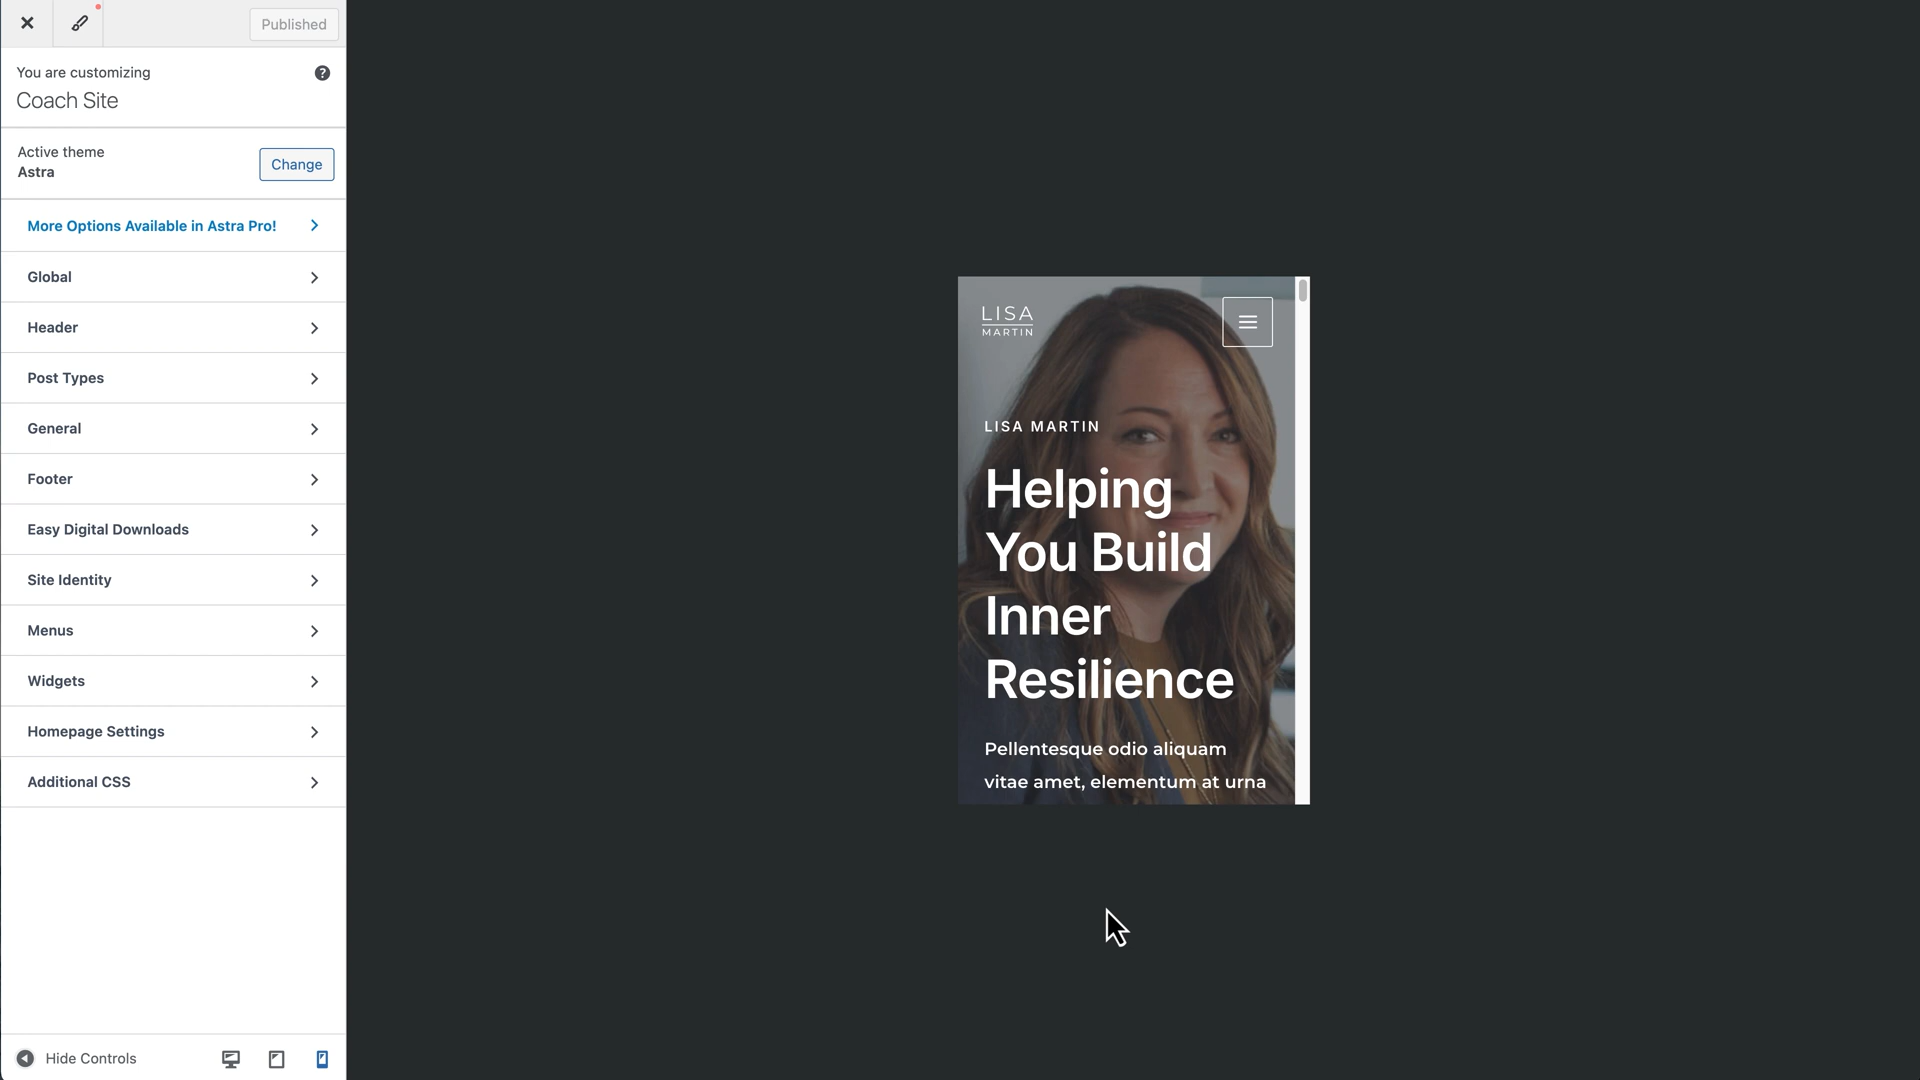 Published
You are customizing
Coach Site
Active theme
Astra
Change
More Options Available in Astra Pro!
Global
Header
Post Types
General
Footer
Easy Digital Downloads
Site Identity
Menus
Widgets
Homepage Settings
Additional CSS
Hide Controls
LISA
MARTIN
LISA MARTIN
Helping
You Build
Inner
Resilience
Pellentesque odio aliquam
vitae amet, elementum at urna